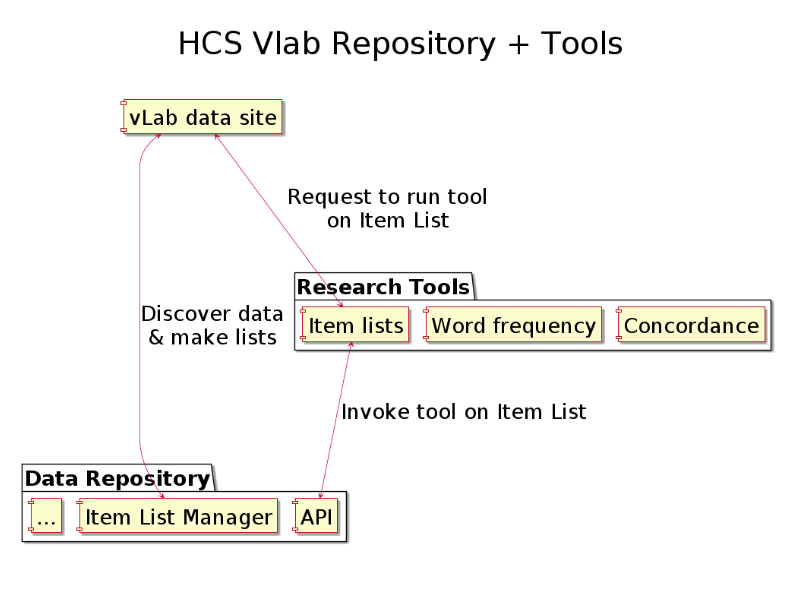 HCS Vlab Repository + Tools
vLab data site
Request to run tool
on Item List
Research Tools
Item lists
Word frequency
Concordance
Discover data
& make lists
Invoke tool on Item List
Data Repository
...
Item List Manager
API